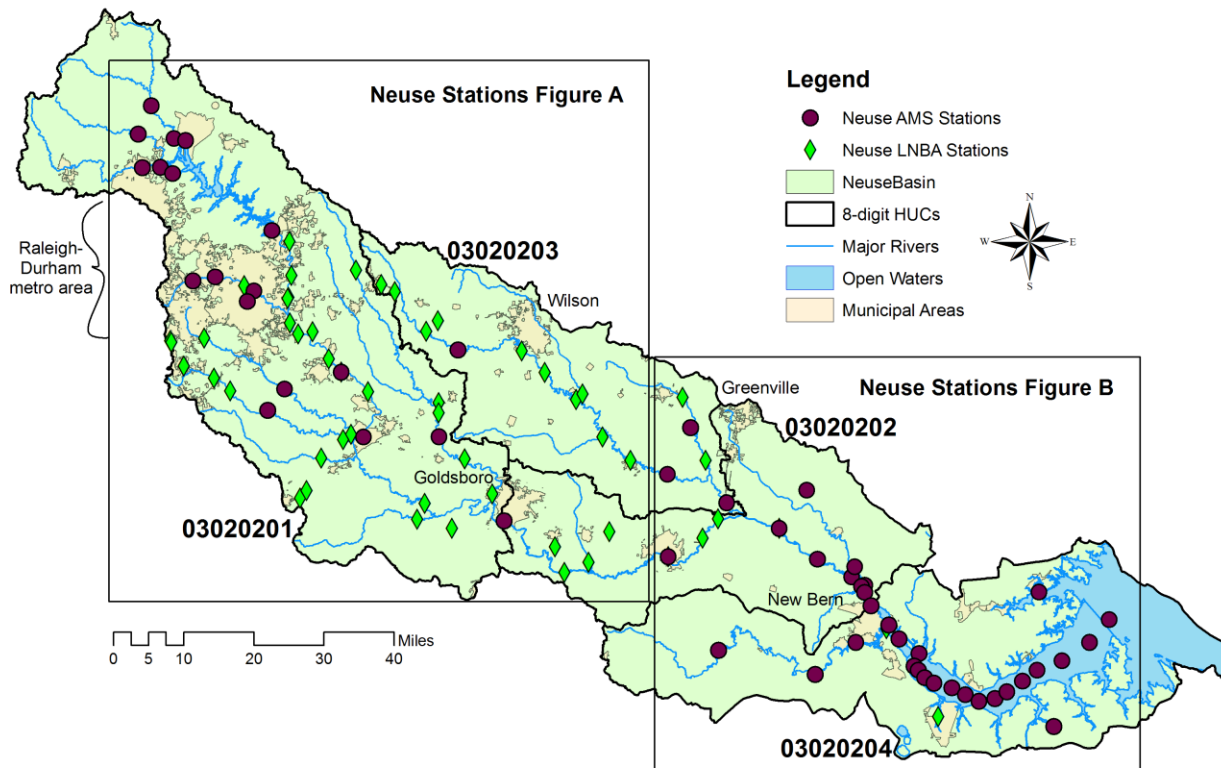 Neuse Stations Figure A
Legend
Neuse AMS Stations
Neuse LNBA Stations
NeuseBasin
8-digit HUCs
Major Rivers
Open Waters
Municipal Areas
N
W E
S
Raleigh-
Durham
metro area
03020203
Wilson
Greenville
Neuse Stations Figure B
03020202
Goldsboro
03020201
New Bern
Miles
0 5 10 20 30 40
03020204